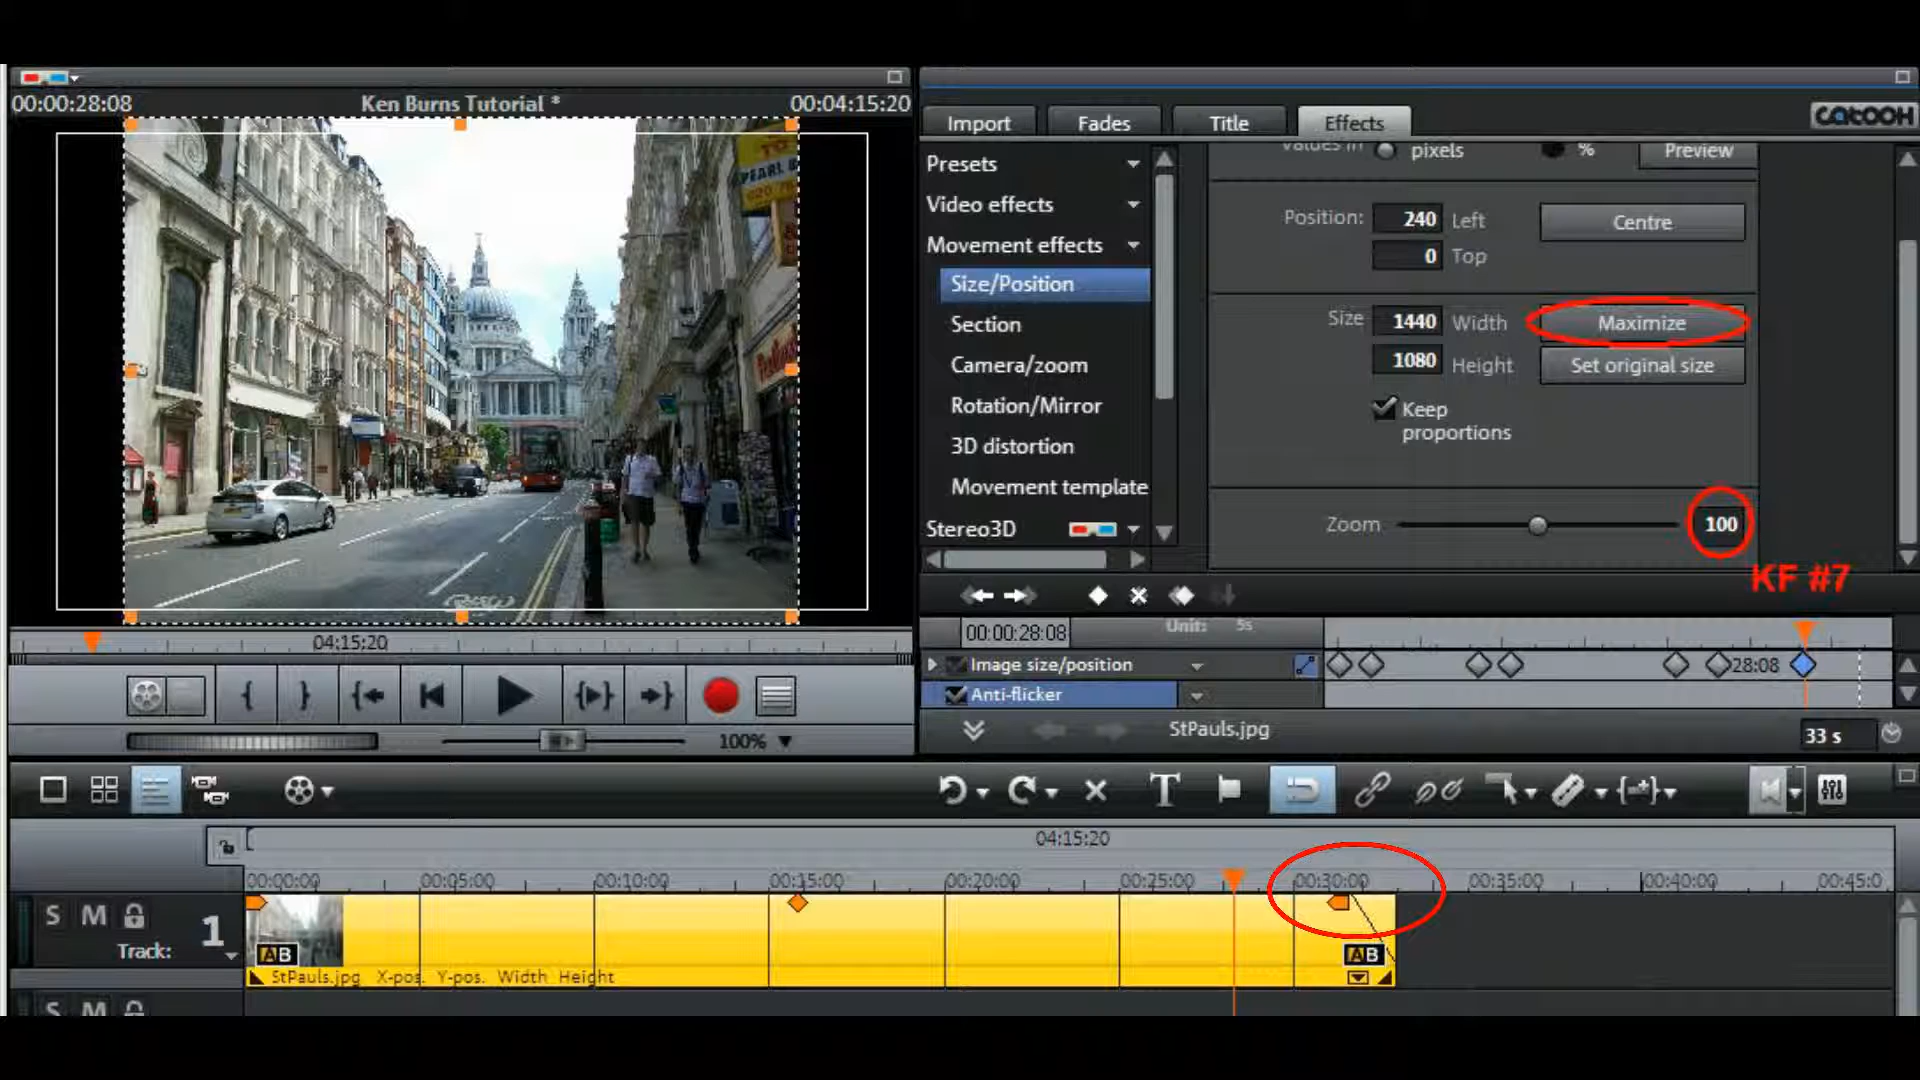 00:00:28:08 Ken Burns Tutorial * 00:04:15:20
Import Fades Title Effects CATOOH
Values in pixels % Preview
Presets
Video effects
Movement effects
Size/Position
Section
Camera/zoom
Rotation/Mirror
3D distortion
Movement template
Stereo3D
Position: 240 Left Centre
0 Top
Size 1440 Width Maximize
1080 Height Set original size
Keep
proportions
Zoom 100
KF #7
04:15:20
00:00:28:08 Unit: 5s
Image size/position 28:08
Anti-flicker
StPauls.jpg
33 s
100%
04:15:20
00:00:00 00:05:00 00:10:00 00:15:00 00:20:00 00:25:00 00:30:00 00:35:00 00:40:00 00:45:0
S M 1
Track:
AB AB
StPauls.jpg X-pos. Y-pos. Width Height
S M